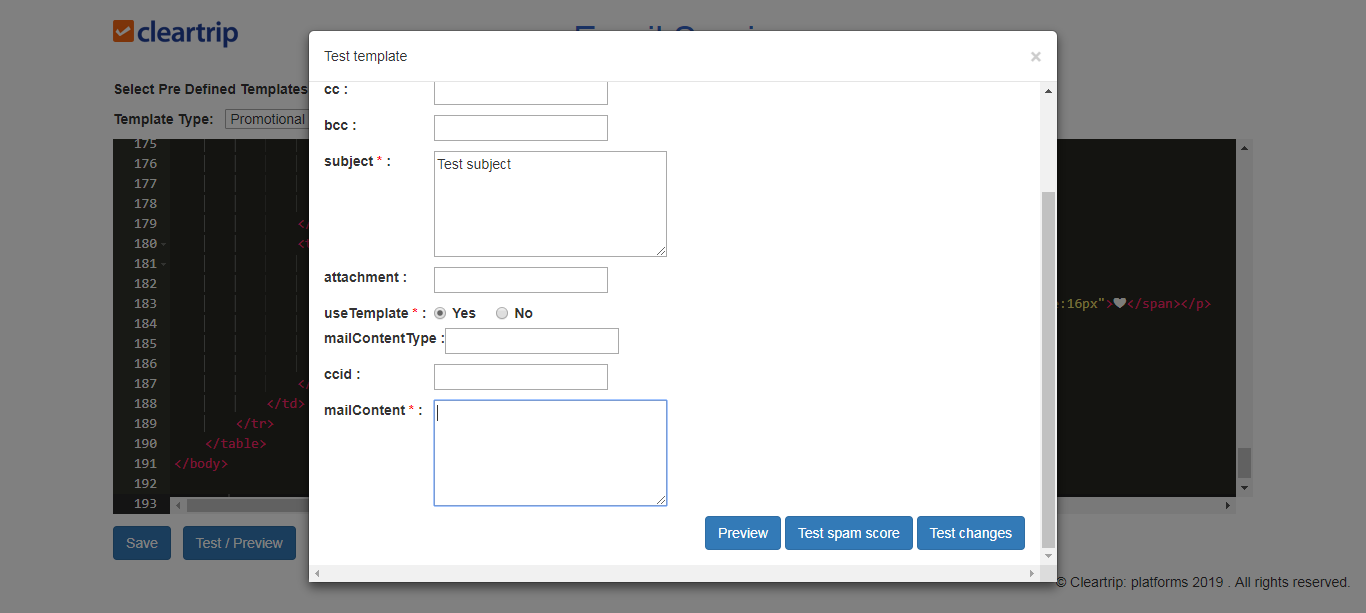 cleartrip
Test template
×
Select Pre Defined Templates
cc :
Template Type: Promotional
bcc :
subject * :
Test subject
attachment :
useTemplate * : Yes No
mailContentType :
ccid :
mailContent * :
175
176
177
178
179 </
180 <t
181
182
183 :16px">♥</span></p>
184
185
186
187 </
188 </td>
189 </tr>
190 </table>
191 </body>
192
193
Preview Test spam score Test changes
Save Test / Preview
© Cleartrip: platforms 2019 . All rights reserved.